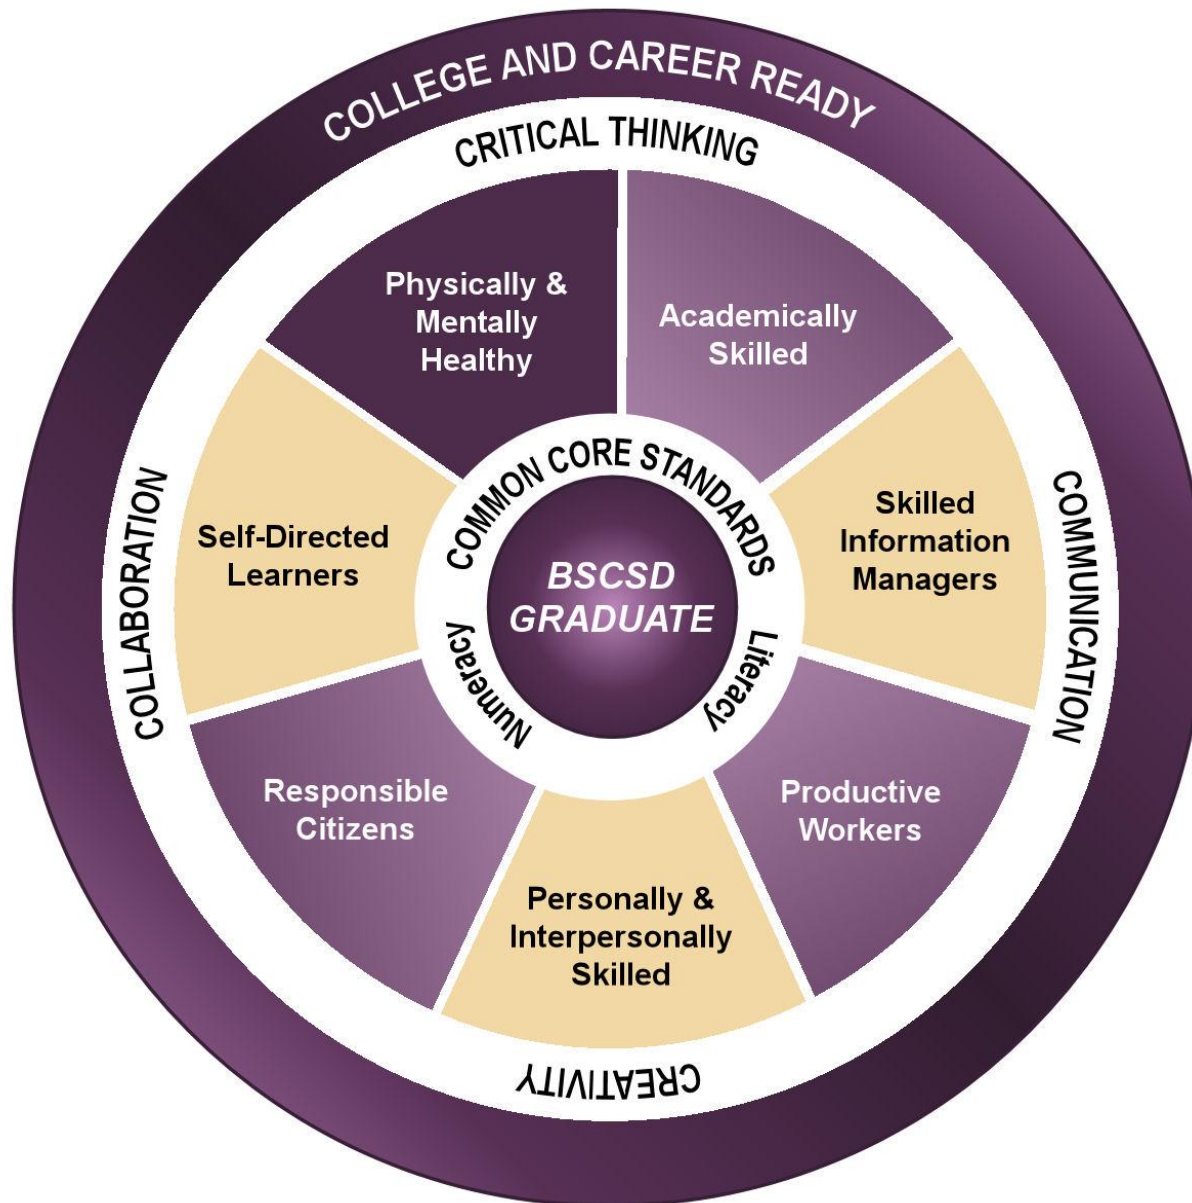 COLLEGE AND CAREER READY
CRITICAL THINKING
COMMUNICATION
CREATIVITY
COLLABORATION
Physically &
Mentally
Healthy
Academically
Skilled
Skilled
Information
Managers
Productive
Workers
Personally &
Interpersonally
Skilled
Responsible
Citizens
Self-Directed
Learners
COMMON CORE STANDARDS
Literacy
Numeracy
BSCSD
GRADUATE